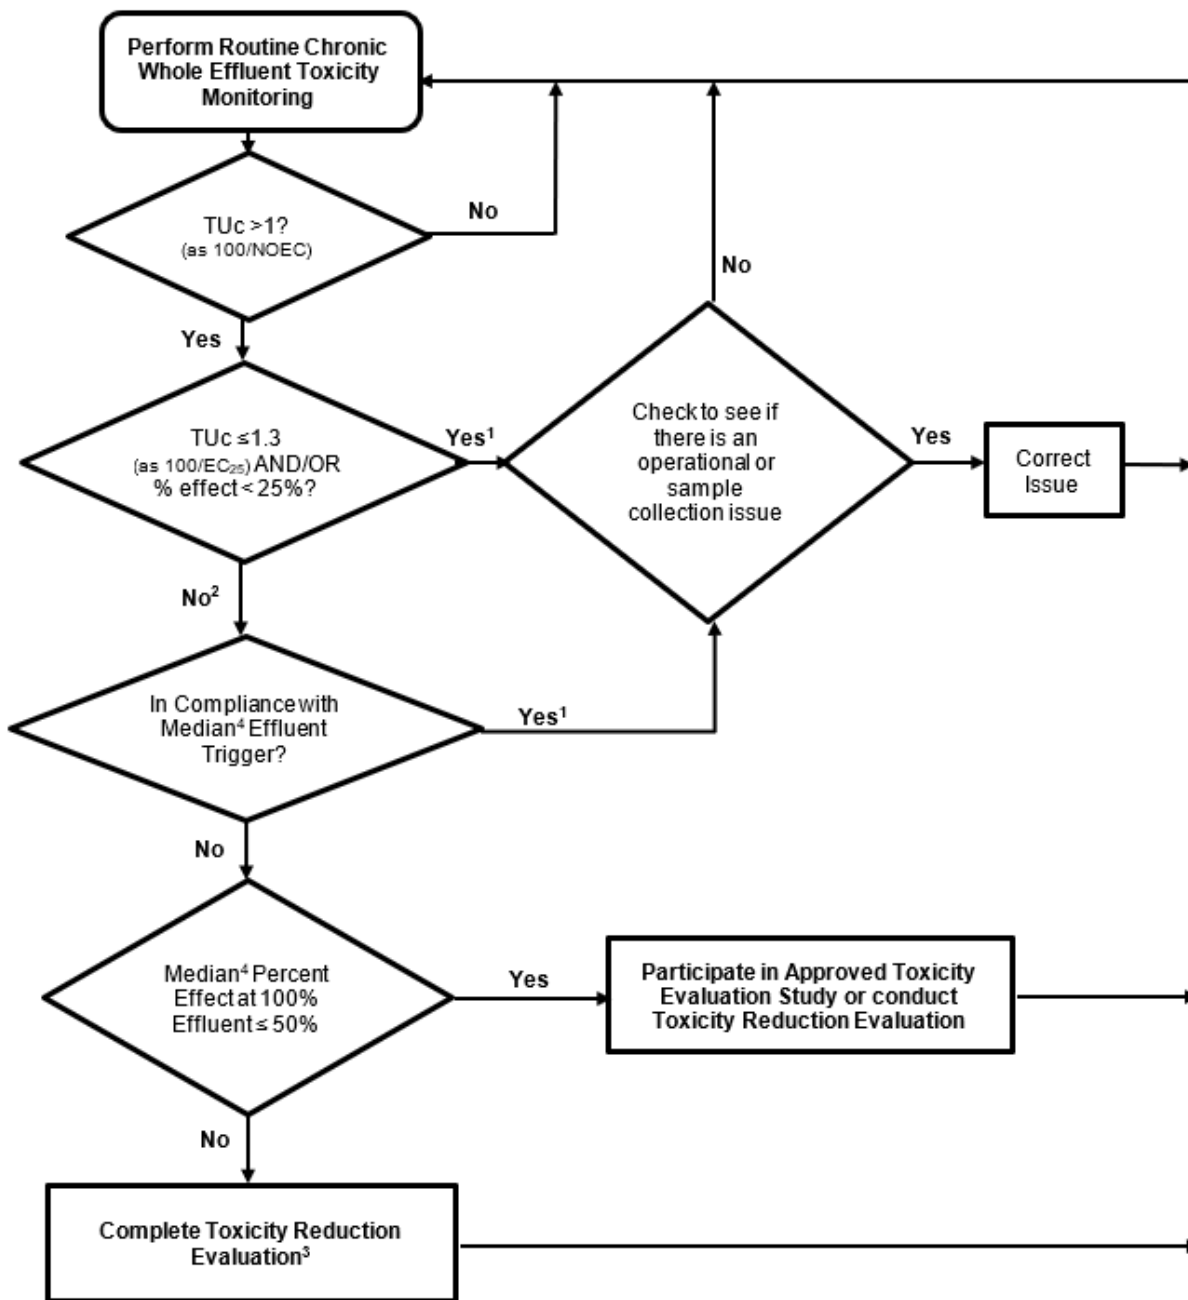 Perform Routine Chronic
Whole Effluent Toxicity
Monitoring
TUc >1?
(as 100/NOEC)
No
Yes
TUc ≤1.3
(as 100/EC₂₅) AND/OR
% effect < 25%?
Yes¹
Check to see if
there is an
operational or
sample
collection issue
No
Yes
Correct
Issue
No²
In Compliance with
Median⁴ Effluent
Trigger?
Yes¹
No
Median⁴ Percent
Effect at 100%
Effluent ≤ 50%
Yes
Participate in Approved Toxicity
Evaluation Study or conduct
Toxicity Reduction Evaluation
No
Complete Toxicity Reduction
Evaluation³